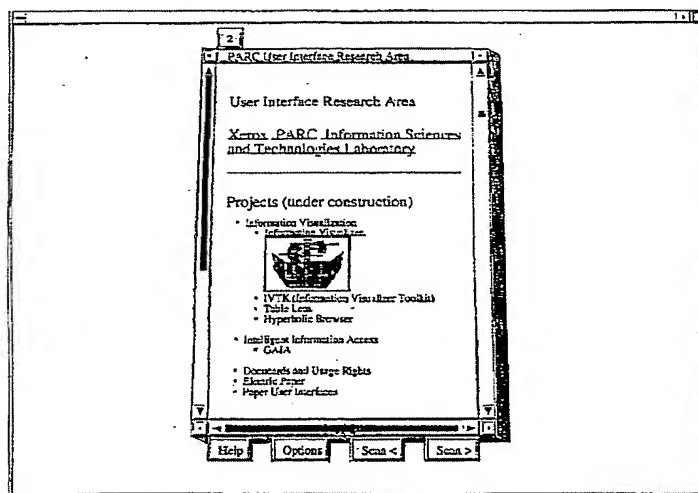 2
PARC User Interface Research Area
User Interface Research Area
Xerox PARC Information Sciences
and Technologies Laboratory
Projects (under construction)
• Information Visualization
• Information Visualizer
• IVTK (Information Visualizer Toolkit)
• Table Lens
• Hyperbolic Browser
• Intelligent Information Access
• GAIA
• Documents and Usage Rights
• Electric Paper
• Paper User Interfaces
Help Options Scan < Scan >